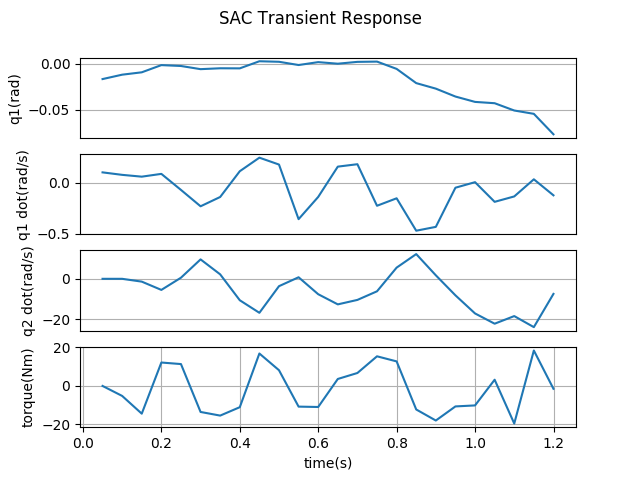 SAC Transient Response
q1(rad)
0.00
−0.05
q1 dot(rad/s)
0.0
−0.5
q2 dot(rad/s)
0
−20
torque(Nm)
20
0
−20
0.0 0.2 0.4 0.6 0.8 1.0 1.2
time(s)